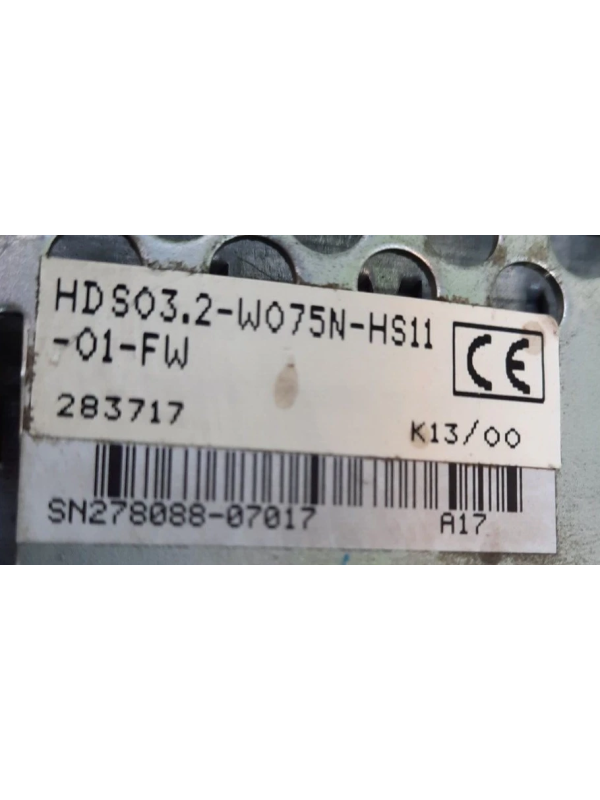 HDS03.2-W075N-HS11
-01-FW
CE
283717
K13/00
SN278088-07017
A17